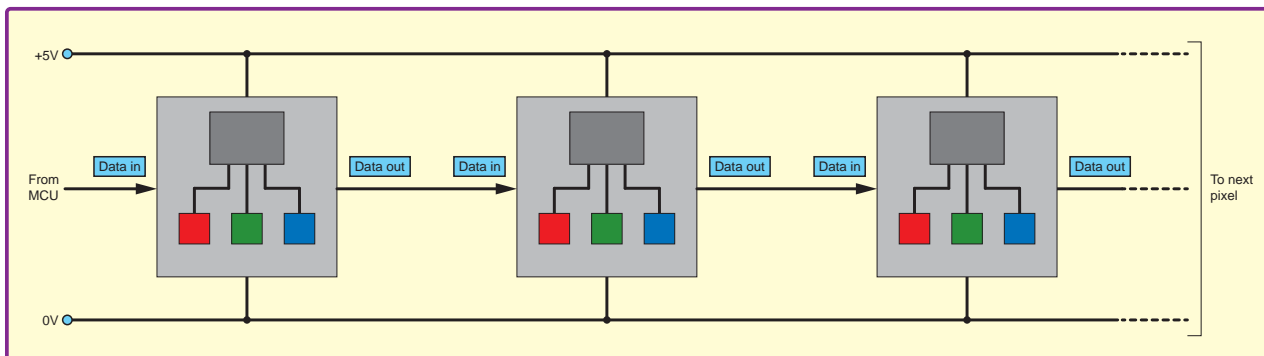 +5V
Data in
Data out
Data in
Data out
Data in
Data out
From
MCU
To next
pixel
0V